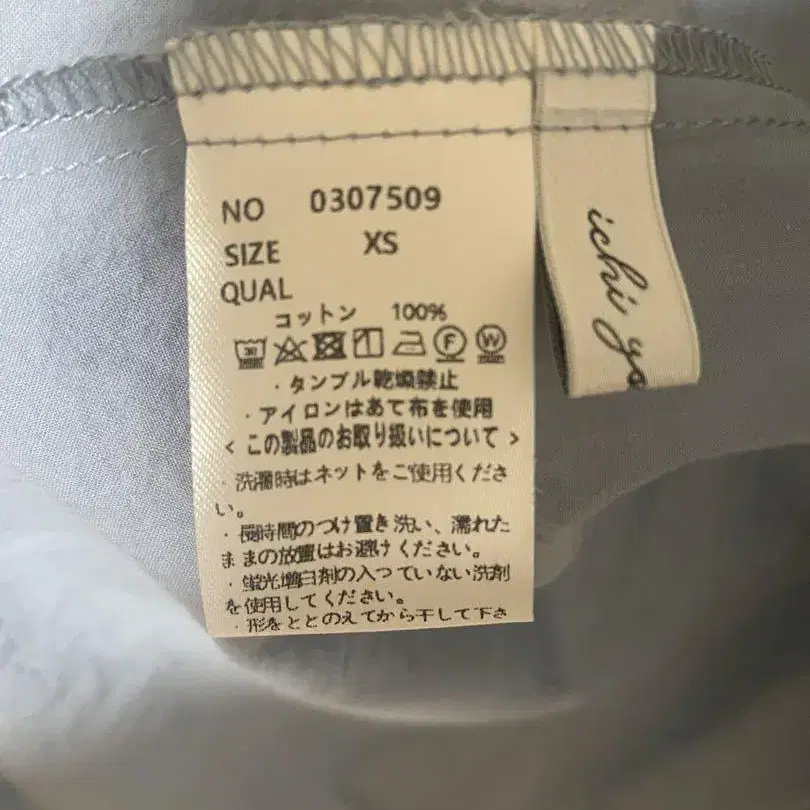 NO 0307509
SIZE XS
QUAL
コットン 100%
30 F W
・タンブル乾燥禁止
・アイロンはあて布を使用
<この製品のお取り扱いについて>
・洗濯時はネットをご使用くださ
い。
・長時間のつけ置き洗い、濡れた
ままの放置はお避けください。
・蛍光増白剤の入っていない洗剤
を使用してください。
・形をととのえてから干して下さ
ichi yo